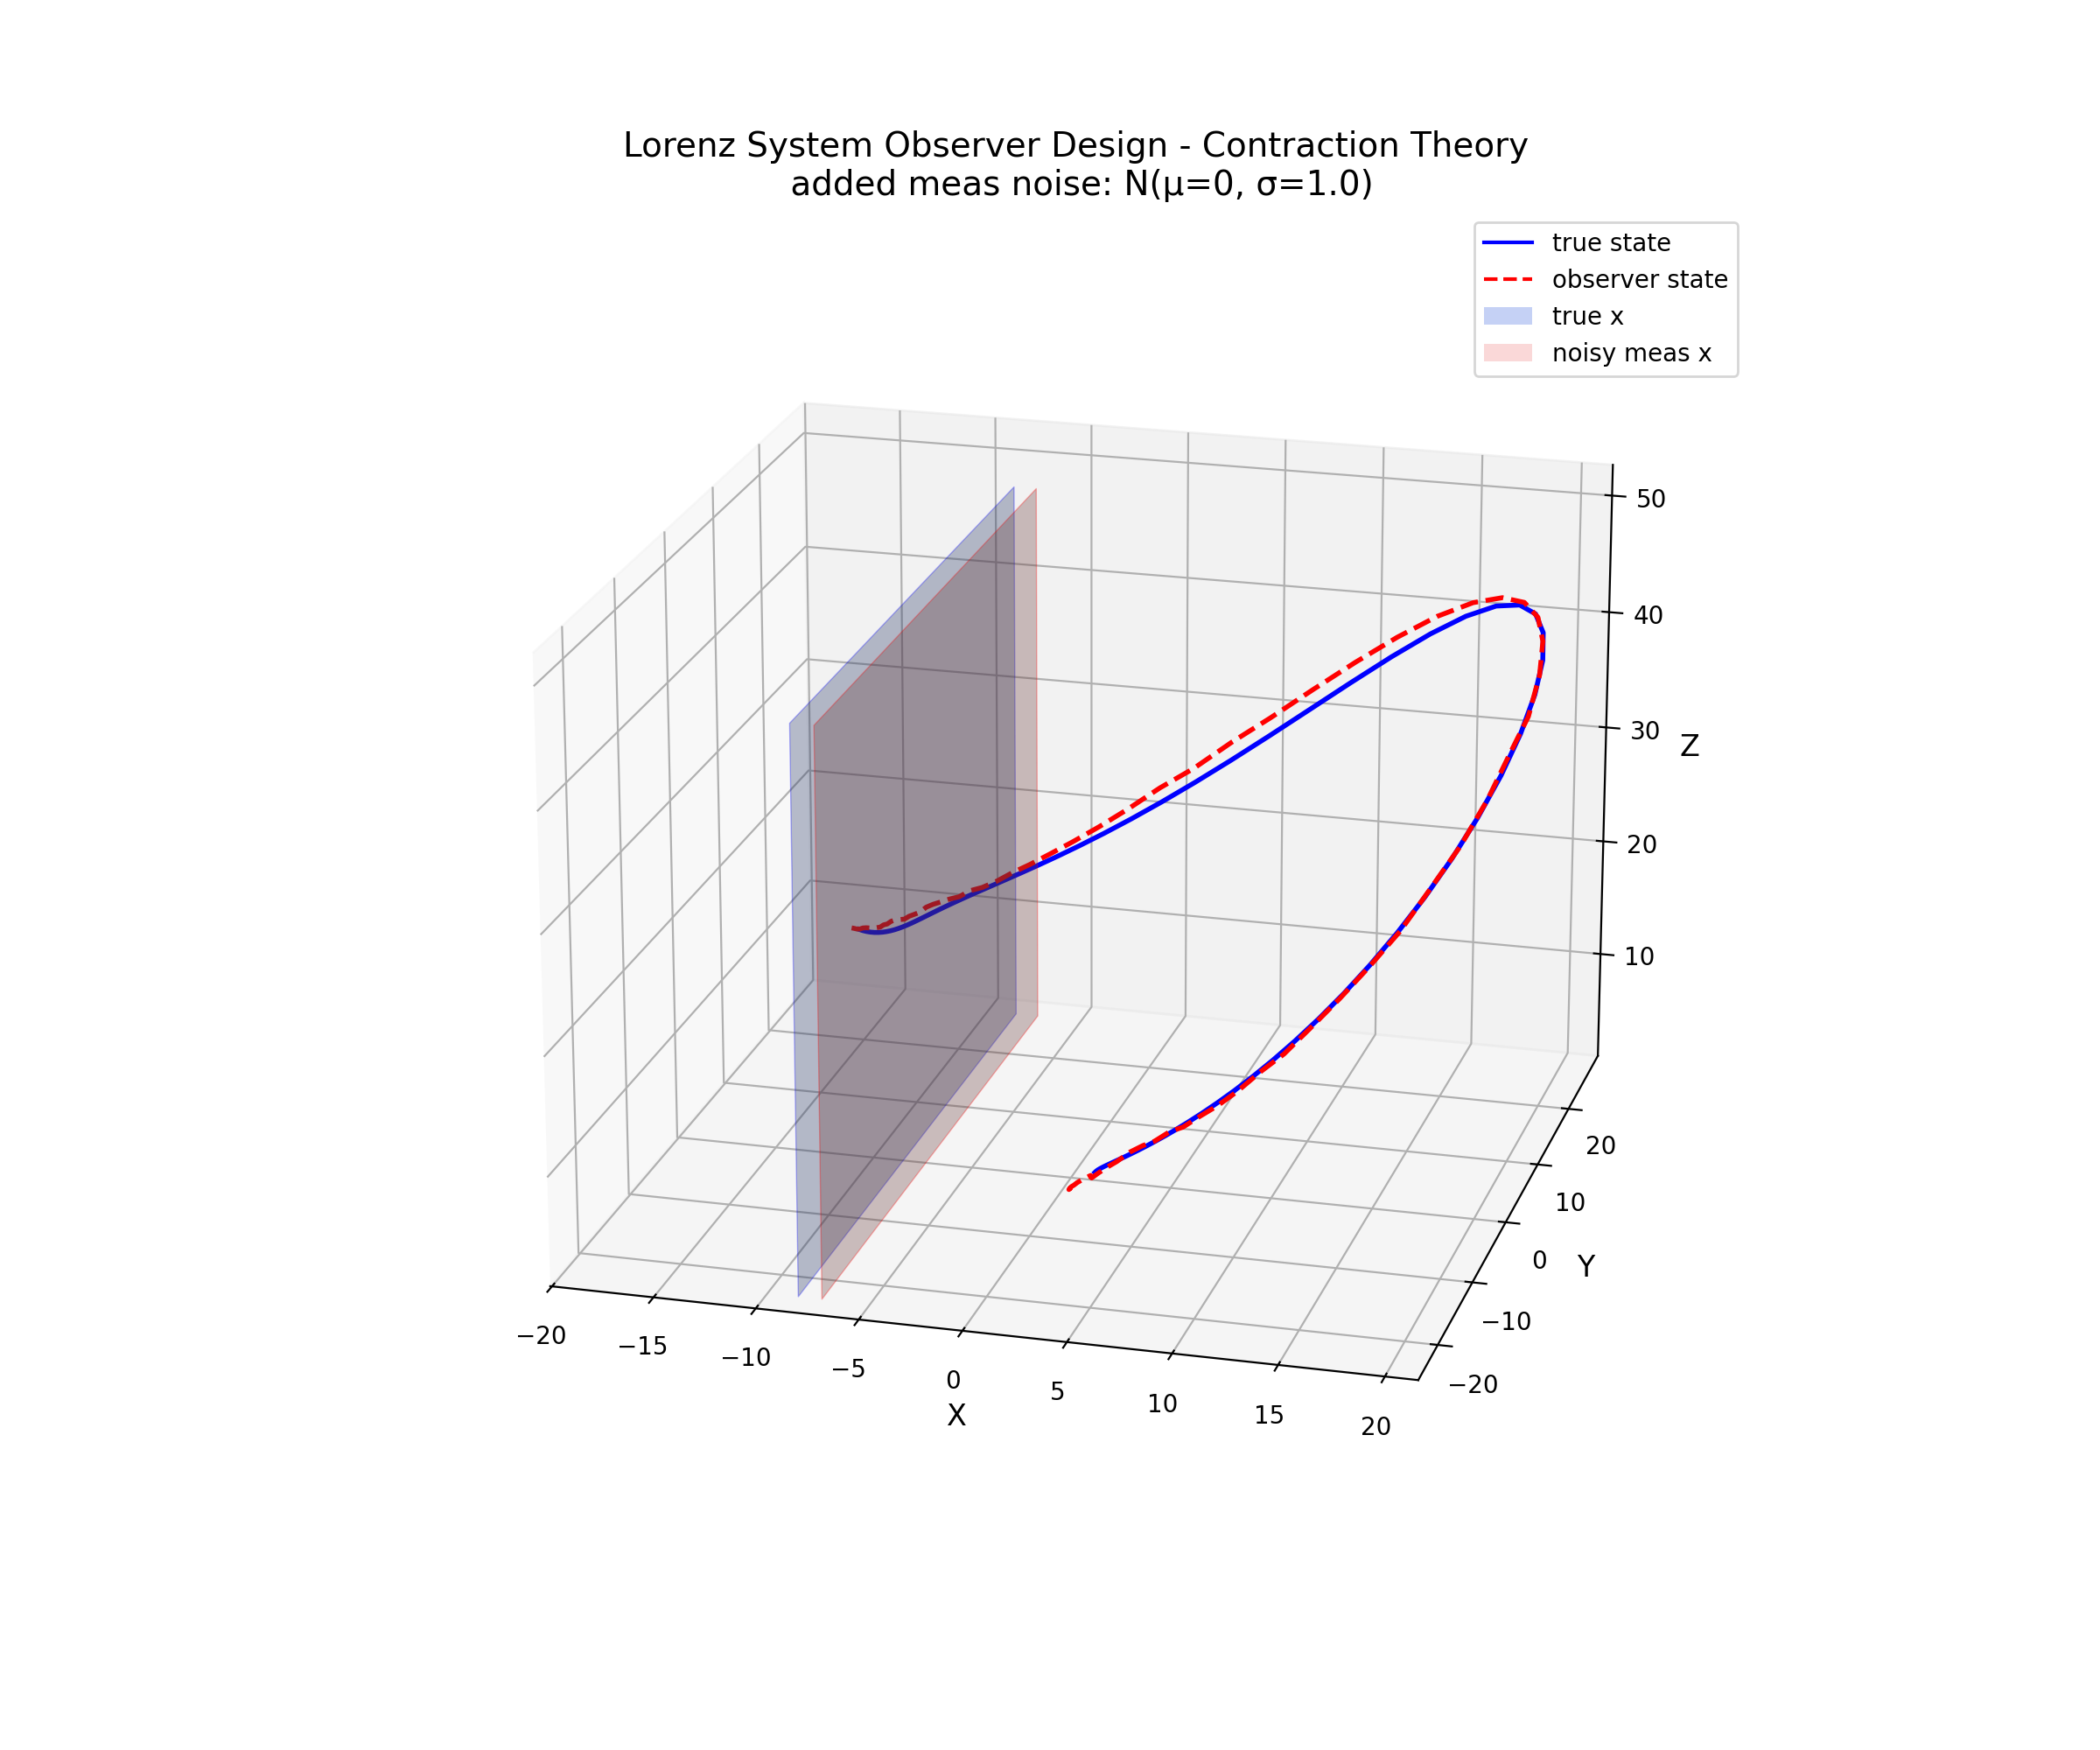 Lorenz System Observer Design - Contraction Theory
added meas noise: N(μ=0, σ=1.0)
true state
observer state
true x
noisy meas x
50
40
30
Z
20
10
20
10
0
Y
−10
−20
−20
−15
−10
−5
0
5
10
15
20
X